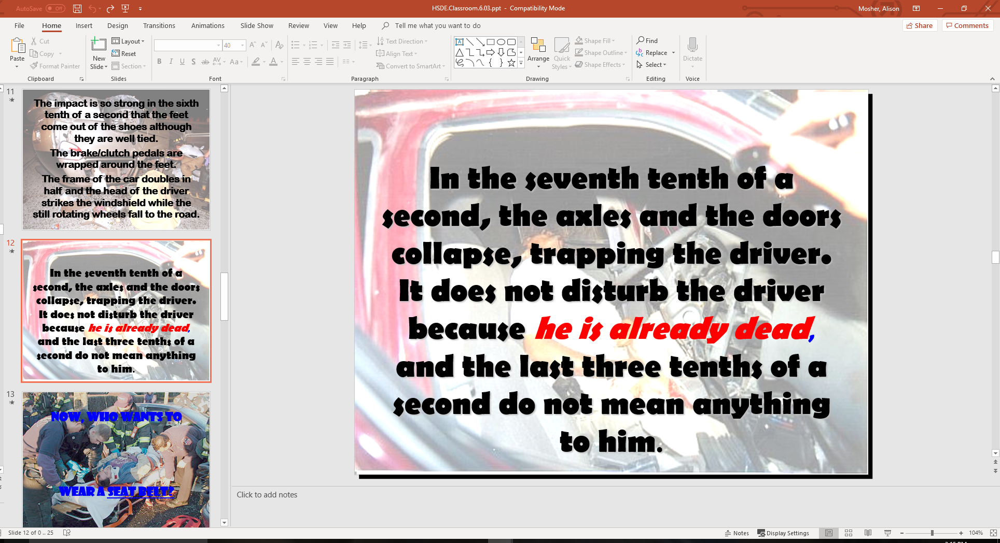 AutoSave Off
HSDE.Classroom.6.03.ppt - Compatibility Mode
Mosher, Alison
File Home Insert Design Transitions Animations Slide Show Review View Help Tell me what you want to do
Share Comments
Paste
Cut
Copy
Format Painter
Clipboard
New
Slide
Layout
Reset
Section
Slides
40
B I U S ab AV Aa A
Font
Text Direction
Align Text
Convert to SmartArt
Paragraph
Arrange
Quick
Styles
Shape Fill
Shape Outline
Shape Effects
Drawing
Find
Replace
Select
Editing
Dictate
Voice
11
The impact is so strong in the sixth
tenth of a second that the feet
come out of the shoes although
they are well tied.
The brake/clutch pedals are
wrapped around the feet.
The frame of the car doubles in
half and the head of the driver
strikes the windshield while the
still rotating wheels fall to the road.
12
In the seventh tenth of a
second, the axles and the doors
collapse, trapping the driver.
It does not disturb the driver
because he is already dead,
and the last three tenths of a
second do not mean anything
to him.
13
NOW, WHO WANTS TO
WEAR A SEAT BELT?
In the seventh tenth of a
second, the axles and the doors
collapse, trapping the driver.
It does not disturb the driver
because he is already dead,
and the last three tenths of a
second do not mean anything
to him.
Click to add notes
Slide 12 of 0 .. 25
Notes Display Settings
104%